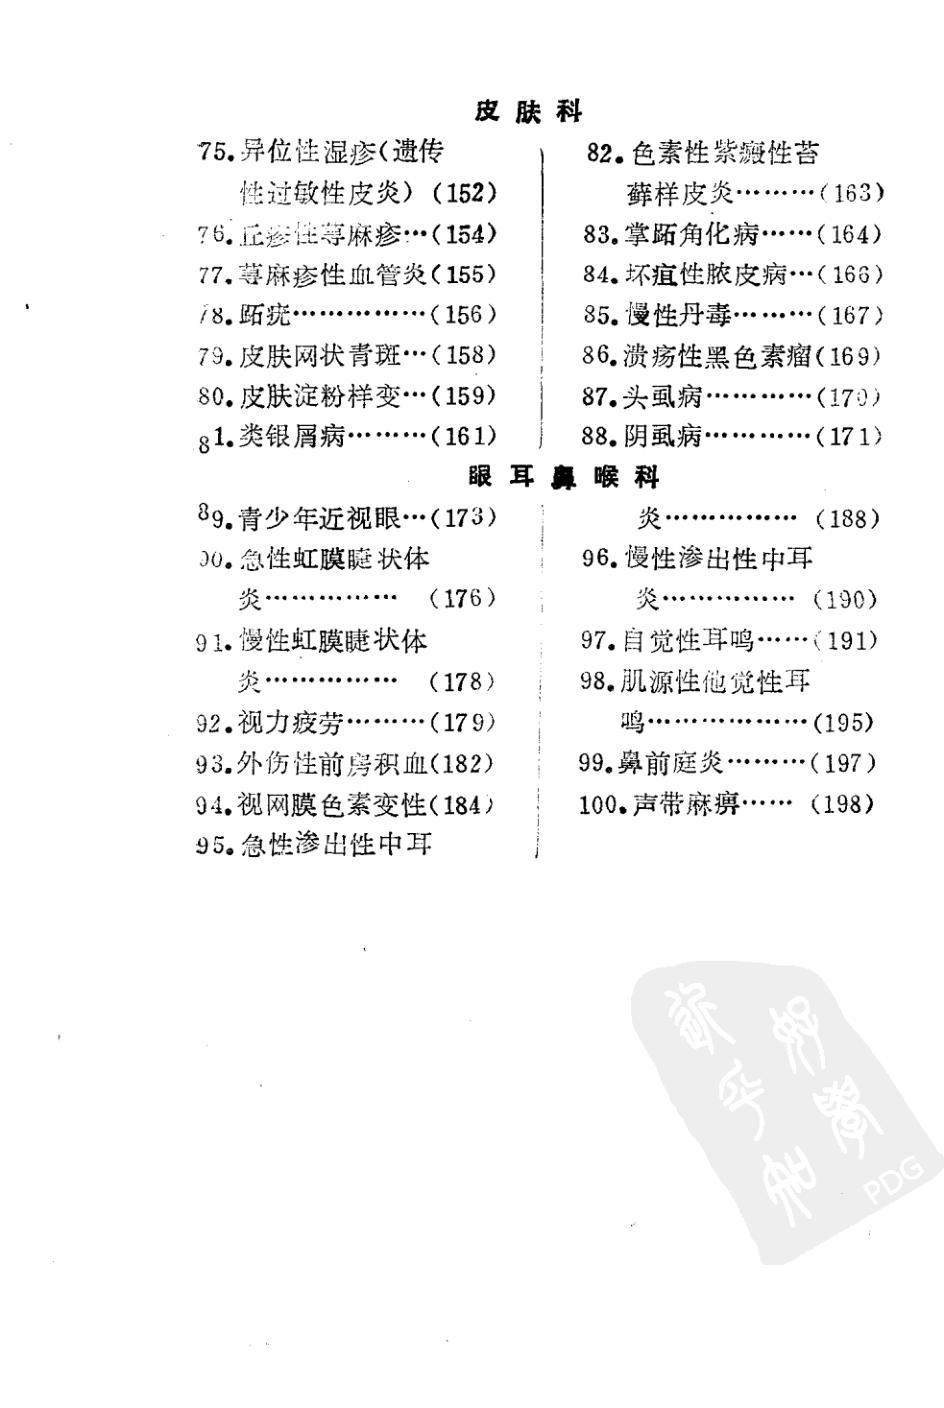 皮肤科
75.异位性湿疹(遗传
性过敏性皮炎) (152)
76.丘疹性荨麻疹…(154)
77.荨麻疹性血管炎(155)
78.跖疣……………(156)
79.皮肤网状青斑…(158)
80.皮肤淀粉样变…(159)
81.类银屑病………(161)
82.色素性紫癜性苔
藓样皮炎………(163)
83.掌跖角化病……(164)
84.坏疽性脓皮病…(166)
85.慢性丹毒………(167)
86.溃疡性黑色素瘤(169)
87.头虱病…………(170)
88.阴虱病…………(171)
眼耳鼻喉科
89.青少年近视眼…(173)
90.急性虹膜睫状体
炎…………… (176)
91.慢性虹膜睫状体
炎…………… (178)
92.视力疲劳………(179)
93.外伤性前房积血(182)
94.视网膜色素变性(184)
95.急性渗出性中耳
炎…………… (188)
96.慢性渗出性中耳
炎…………… (190)
97.自觉性耳鸣……(191)
98.肌源性他觉性耳
鸣………………(195)
99.鼻前庭炎………(197)
100.声带麻痹…… (198)
PDG